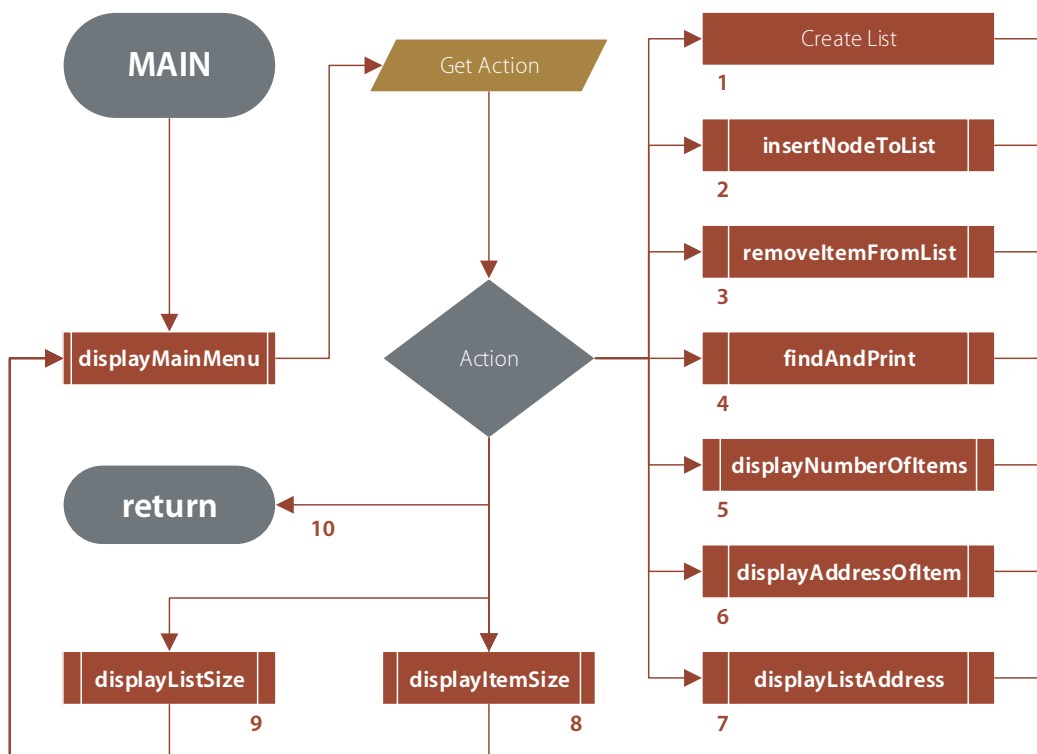 MAIN
Get Action
Create List
1
insertNodeToList
2
removeItemFromList
3
displayMainMenu
Action
findAndPrint
4
displayNumberOfItems
5
return
10
displayAddressOfItem
6
displayListSize
9
displayItemSize
8
displayListAddress
7